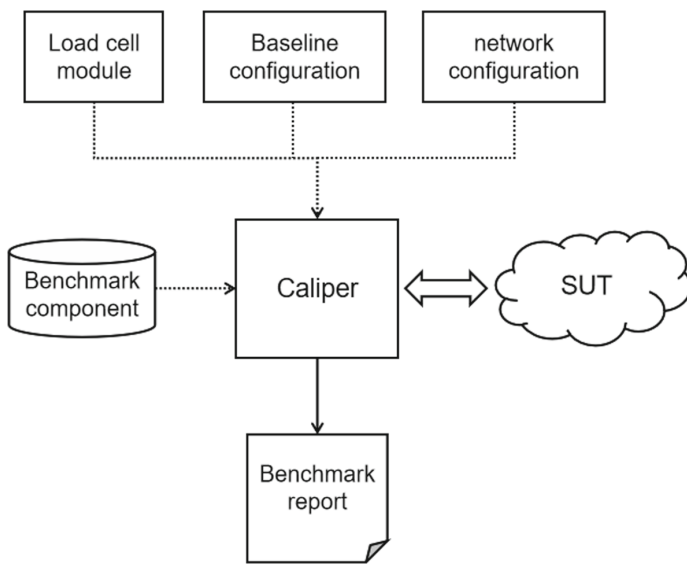 Load cell
module
Baseline
configuration
network
configuration
Benchmark
component
Caliper
SUT
Benchmark
report